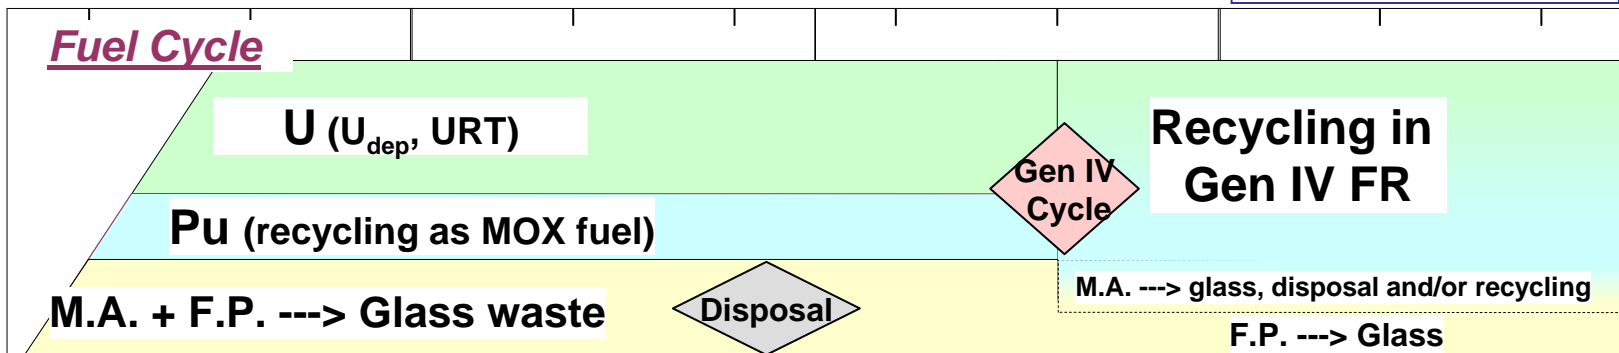 Fuel Cycle
U (Udep, URT)
Recycling in
Gen IV FR
Gen IV
Cycle
Pu (recycling as MOX fuel)
M.A. + F.P. ---> Glass waste
Disposal
M.A. ---> glass, disposal and/or recycling
F.P. ---> Glass